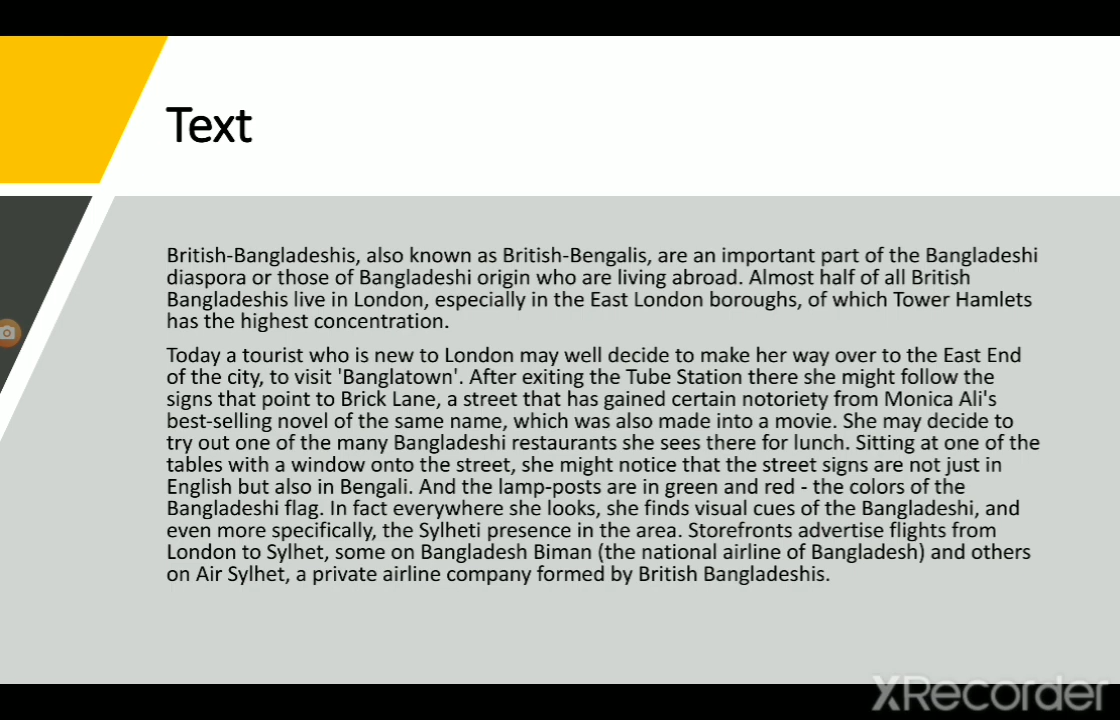 Text
British-Bangladeshis, also known as British-Bengalis, are an important part of the Bangladeshi
diaspora or those of Bangladeshi origin who are living abroad. Almost half of all British
Bangladeshis live in London, especially in the East London boroughs, of which Tower Hamlets
has the highest concentration.
Today a tourist who is new to London may well decide to make her way over to the East End
of the city, to visit 'Banglatown'. After exiting the Tube Station there she might follow the
signs that point to Brick Lane, a street that has gained certain notoriety from Monica Ali's
best-selling novel of the same name, which was also made into a movie. She may decide to
try out one of the many Bangladeshi restaurants she sees there for lunch. Sitting at one of the
tables with a window onto the street, she might notice that the street signs are not just in
English but also in Bengali. And the lamp-posts are in green and red - the colors of the
Bangladeshi flag. In fact everywhere she looks, she finds visual cues of the Bangladeshi, and
even more specifically, the Sylheti presence in the area. Storefronts advertise flights from
London to Sylhet, some on Bangladesh Biman (the national airline of Bangladesh) and others
on Air Sylhet, a private airline company formed by British Bangladeshis.
XRecorder